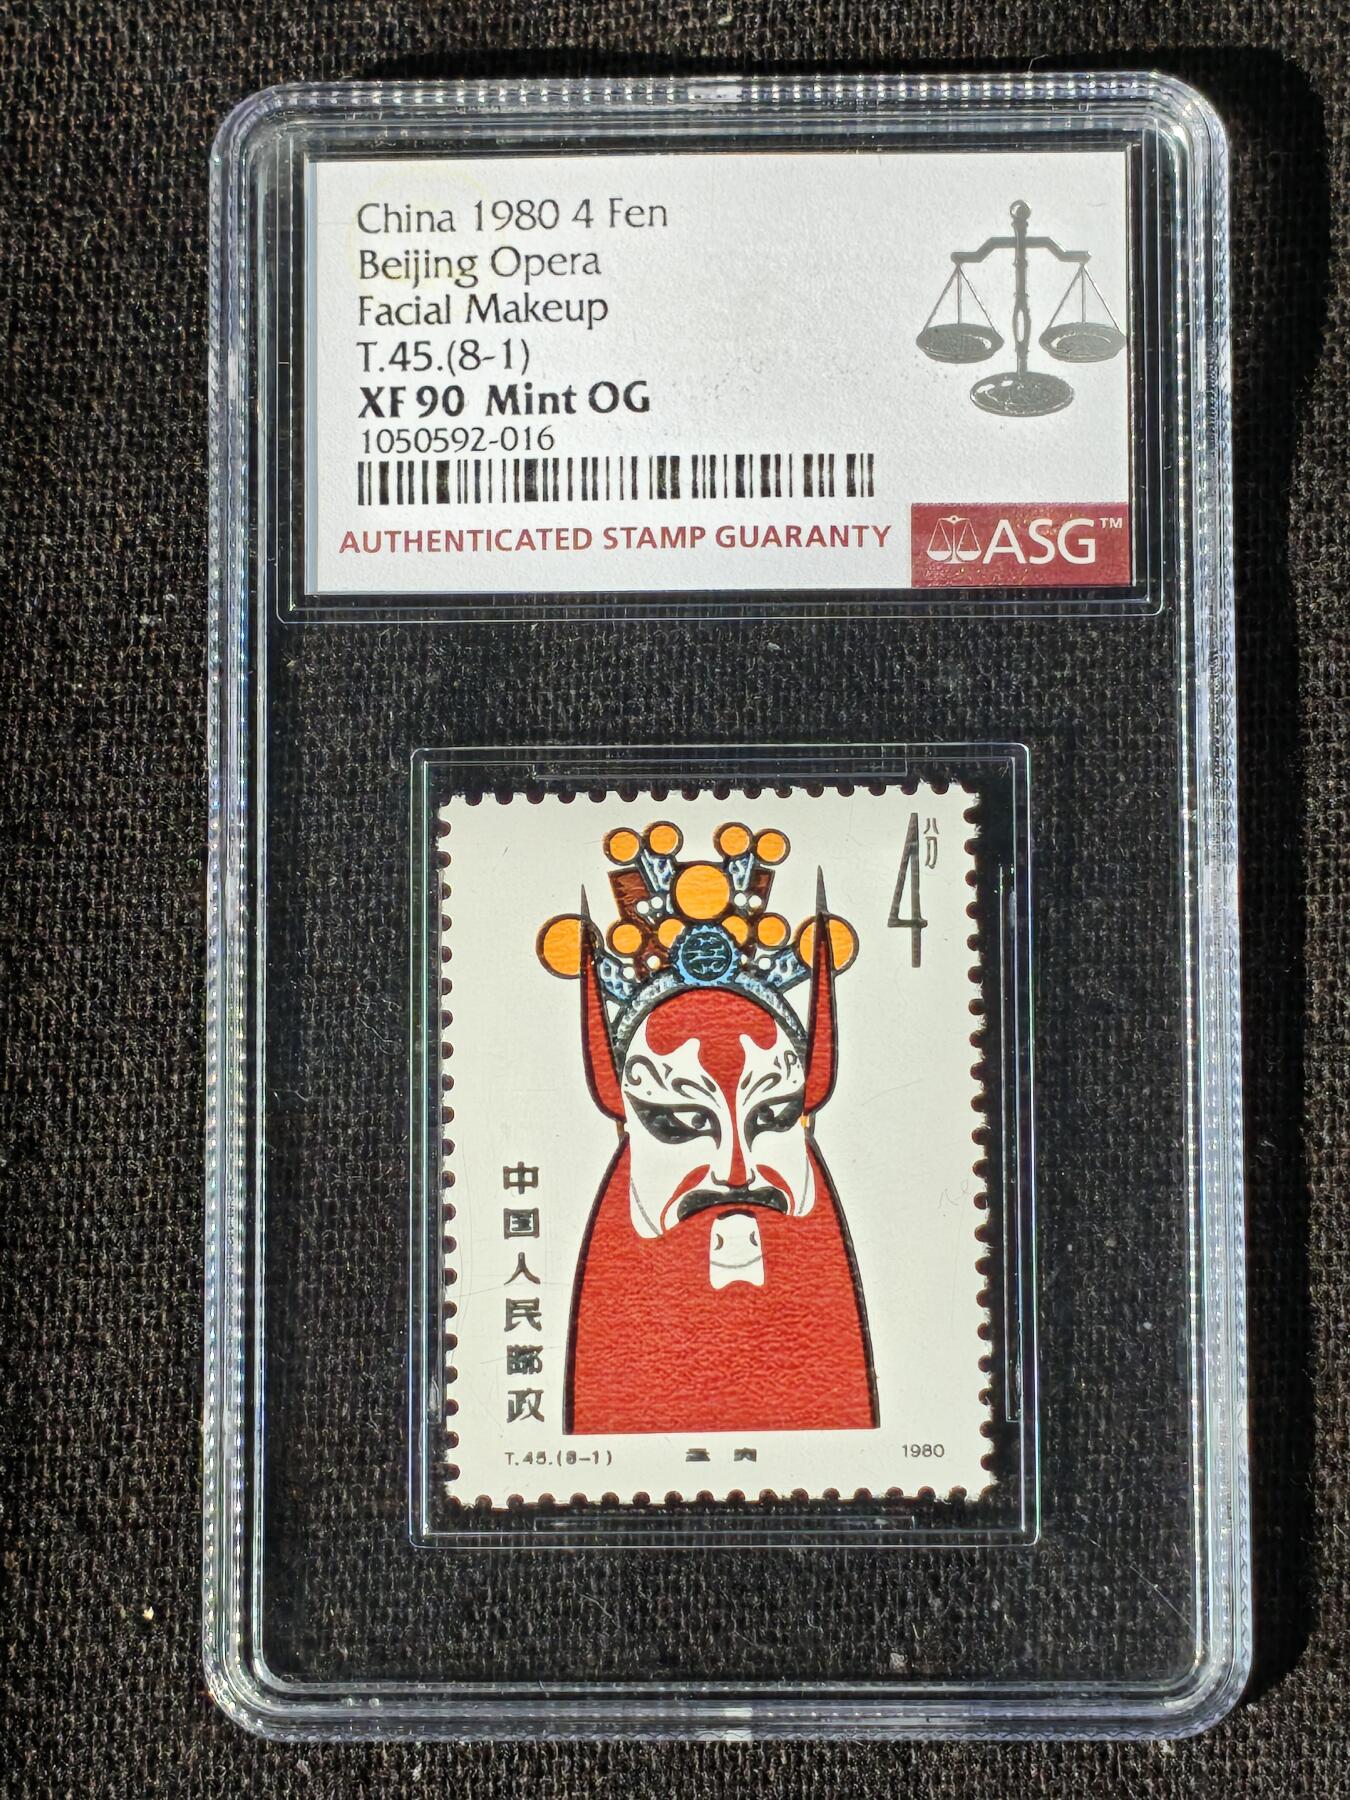 China 1980 4 Fen
Beijing Opera
Facial Makeup
T.45.(8-1)
XF 90 Mint OG
1050592-016
AUTHENTICATED STAMP GUARANTY
ASG™
4分
中国人民邮政
T.45.(8-1)
1980